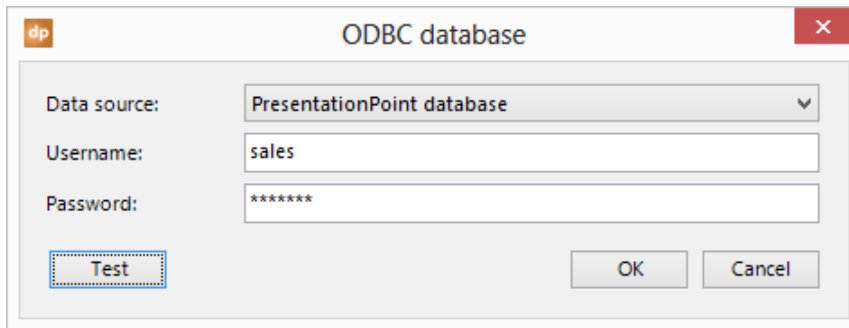 dp
ODBC database
Data source: PresentationPoint database
Username: sales
Password: *******
Test OK Cancel